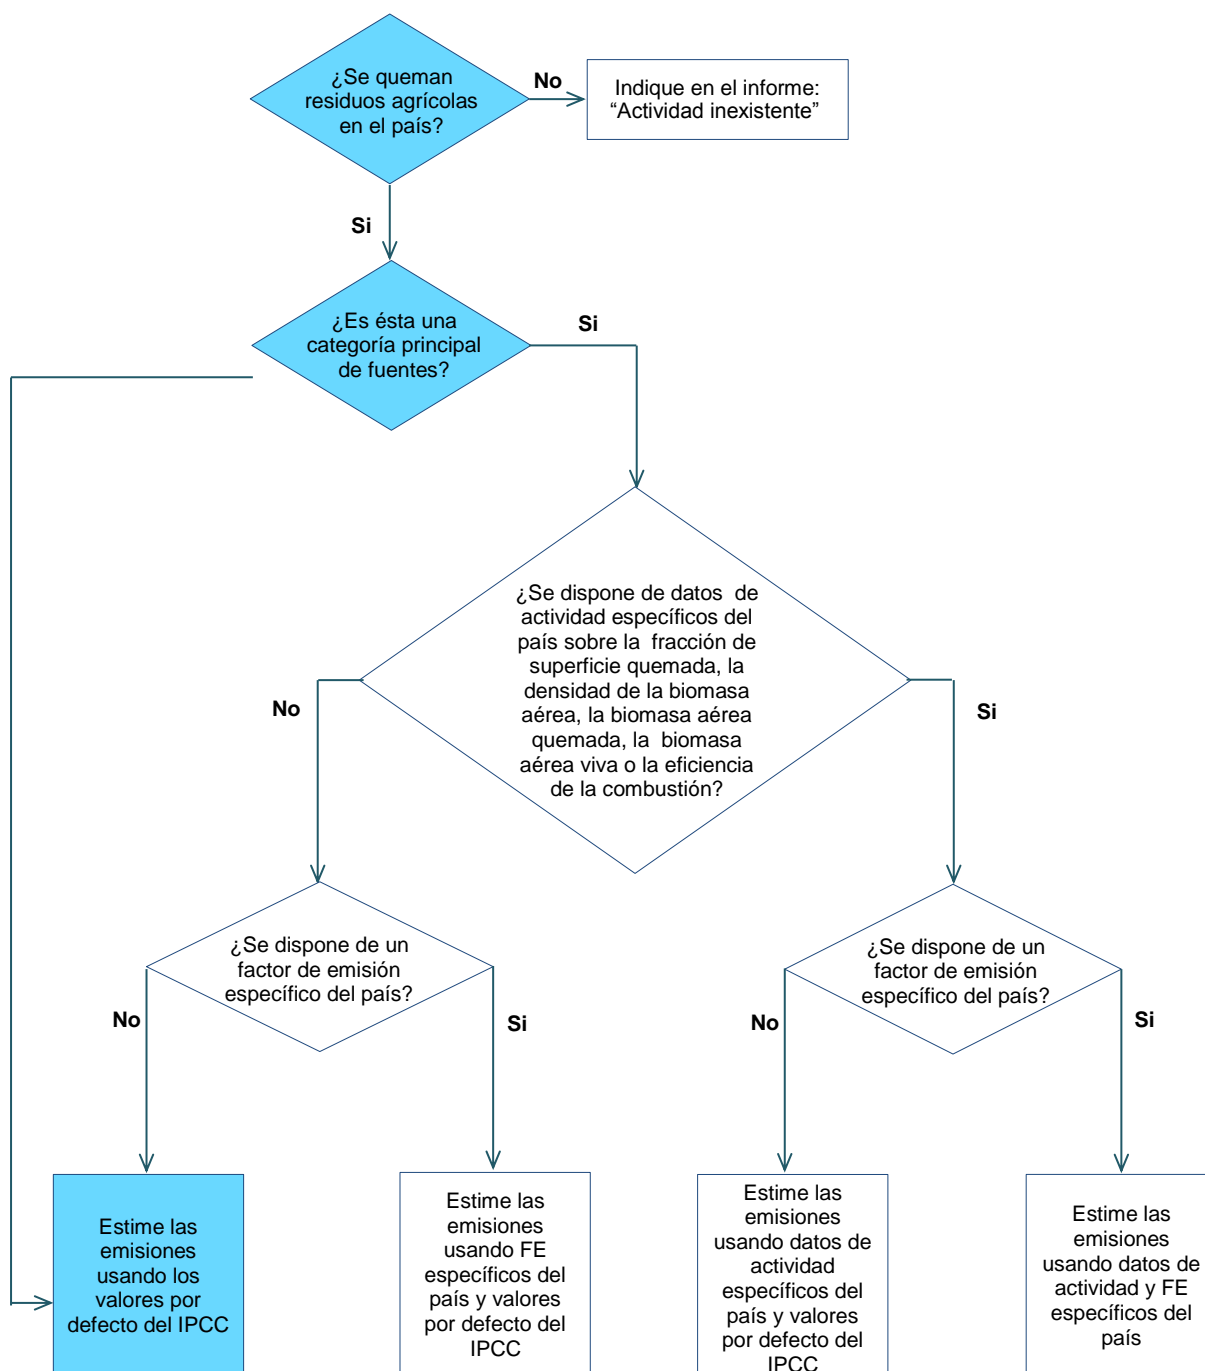 ¿Se queman
residuos agrícolas
en el país?
No
Indique en el informe:
“Actividad inexistente”
Si
¿Es ésta una
categoría principal
de fuentes?
Si
¿Se dispone de datos de
actividad específicos del
país sobre la fracción de
superficie quemada, la
densidad de la biomasa
aérea, la biomasa aérea
quemada, la biomasa
aérea viva o la eficiencia
de la combustión?
No
Si
¿Se dispone de un
factor de emisión
específico del país?
¿Se dispone de un
factor de emisión
específico del país?
No
Si
No
Si
Estime las
emisiones
usando los
valores por
defecto del IPCC
Estime las
emisiones
usando FE
específicos del
país y valores
por defecto del
IPCC
Estime las
emisiones
usando datos de
actividad
específicos del
país y valores
por defecto del
IPCC
Estime las
emisiones
usando datos de
actividad y FE
específicos del
país